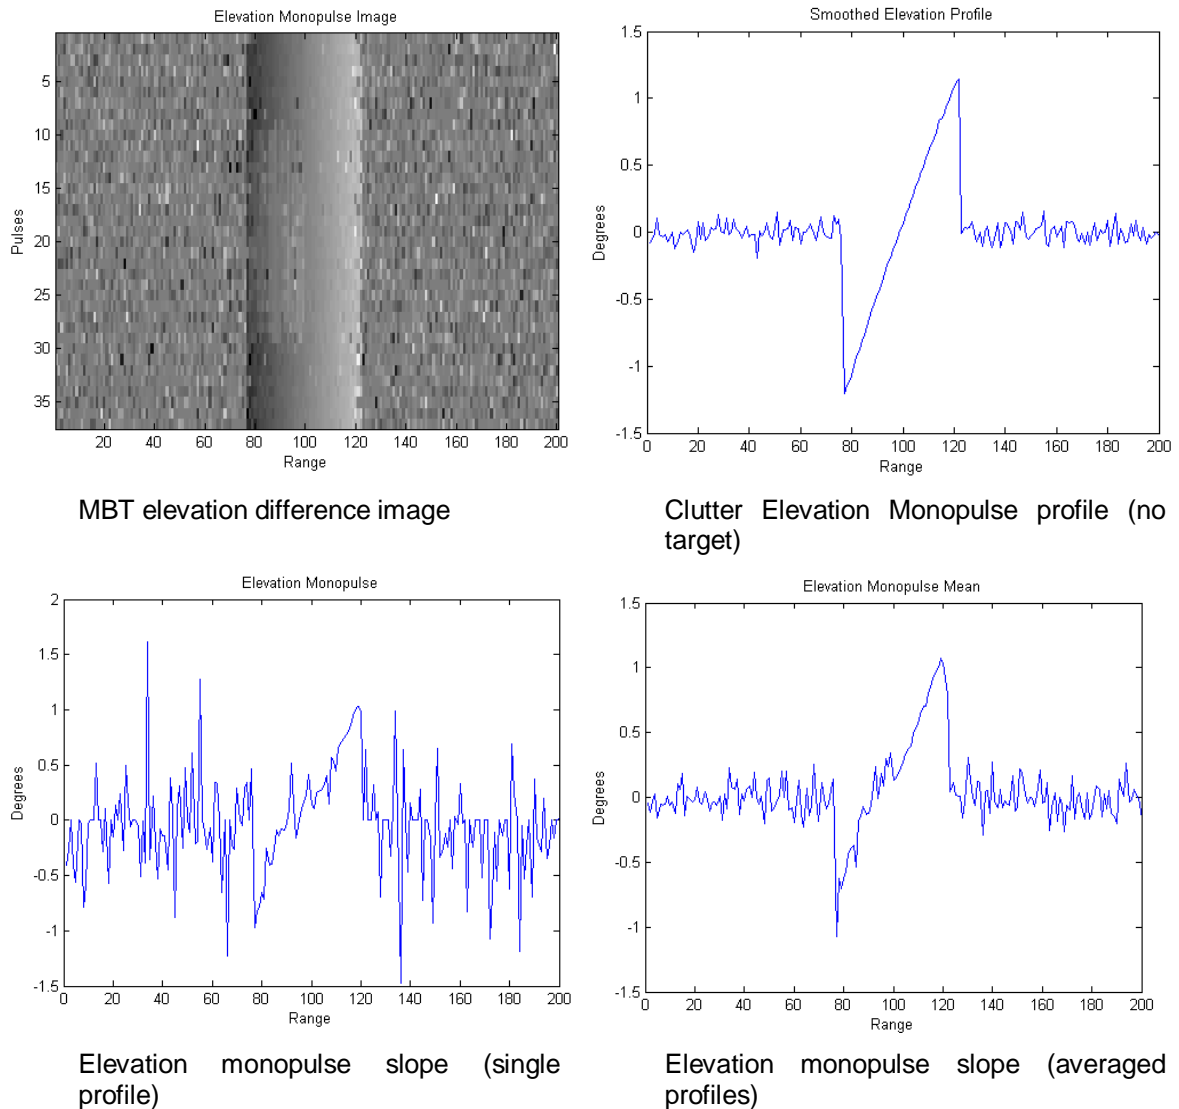 Elevation Monopulse Image
5
10
15
20
25
30
35
Pulses
20 40 60 80 100 120 140 160 180 200
Range
MBT elevation difference image
Smoothed Elevation Profile
1.5
1
0.5
0
-0.5
-1
-1.5
Degrees
0 20 40 60 80 100 120 140 160 180 200
Range
Clutter Elevation Monopulse profile (no
target)
Elevation Monopulse
2
1.5
1
0.5
0
-0.5
-1
-1.5
Degrees
0 20 40 60 80 100 120 140 160 180 200
Range
Elevation monopulse slope (single
profile)
Elevation Monopulse Mean
1.5
1
0.5
0
-0.5
-1
-1.5
Degrees
0 20 40 60 80 100 120 140 160 180 200
Range
Elevation monopulse slope (averaged
profiles)